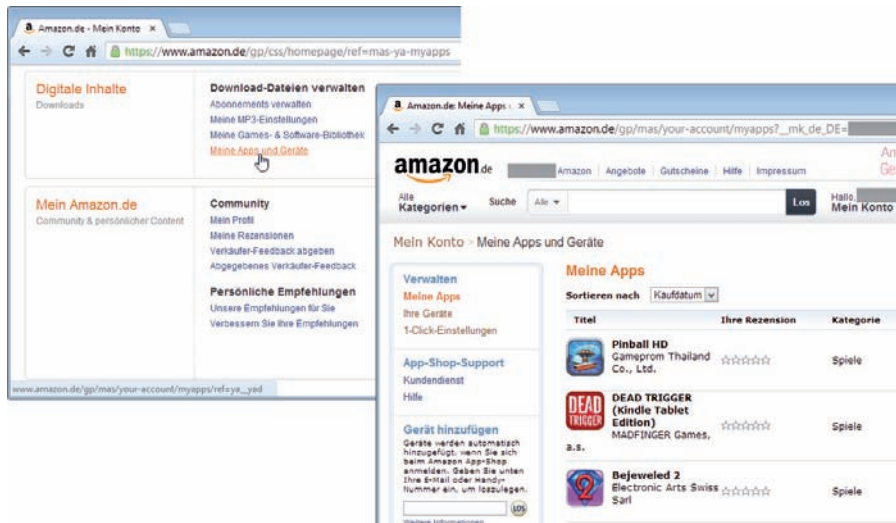 Amazon.de - Mein Konto
https://www.amazon.de/gp/css/homepage/ref=mas-ya-myapps
Digitale Inhalte
Downloads
Download-Dateien verwalten
Abonnements verwalten
Meine MP3-Einstellungen
Meine Games- & Software-Bibliothek
Meine Apps und Geräte
Mein Amazon.de
Community & persönlicher Content
Community
Mein Profil
Meine Rezensionen
Verkäufer-Feedback abgeben
Abgegebenes Verkäufer-Feedback
Persönliche Empfehlungen
Unsere Empfehlungen für Sie
Verbessern Sie Ihre Empfehlungen
www.amazon.de/gp/mas/your-account/myapps/ref=ya__yad
Amazon.de: Meine Apps
https://www.amazon.de/gp/mas/your-account/myapps?__mk_de_DE=
amazon.de
Amazon Angebote Gutscheine Hilfe Impressum
Alle
Kategorien
Suche
Alle
Los
Hallo,
Mein Konto
Mein Konto > Meine Apps und Geräte
Verwalten
Meine Apps
Ihre Geräte
1-Click-Einstellungen
App-Shop-Support
Kundendienst
Hilfe
Gerät hinzufügen
Geräte werden automatisch
hinzugefügt, wenn Sie sich
beim Amazon App-Shop
anmelden. Geben Sie unten
Ihre E-Mail oder Handy-
Nummer ein, um loszulegen.
LOS
Weitere Informationen
Meine Apps
Sortieren nach Kaufdatum
Titel Ihre Rezension Kategorie
Pinball HD
Gameprom Thailand
Co., Ltd.
Spiele
DEAD
TRIGGER
DEAD TRIGGER
(Kindle Tablet
Edition)
MADFINGER Games,
a.s.
Spiele
Bejeweled 2
Electronic Arts Swiss
Sarl
Spiele